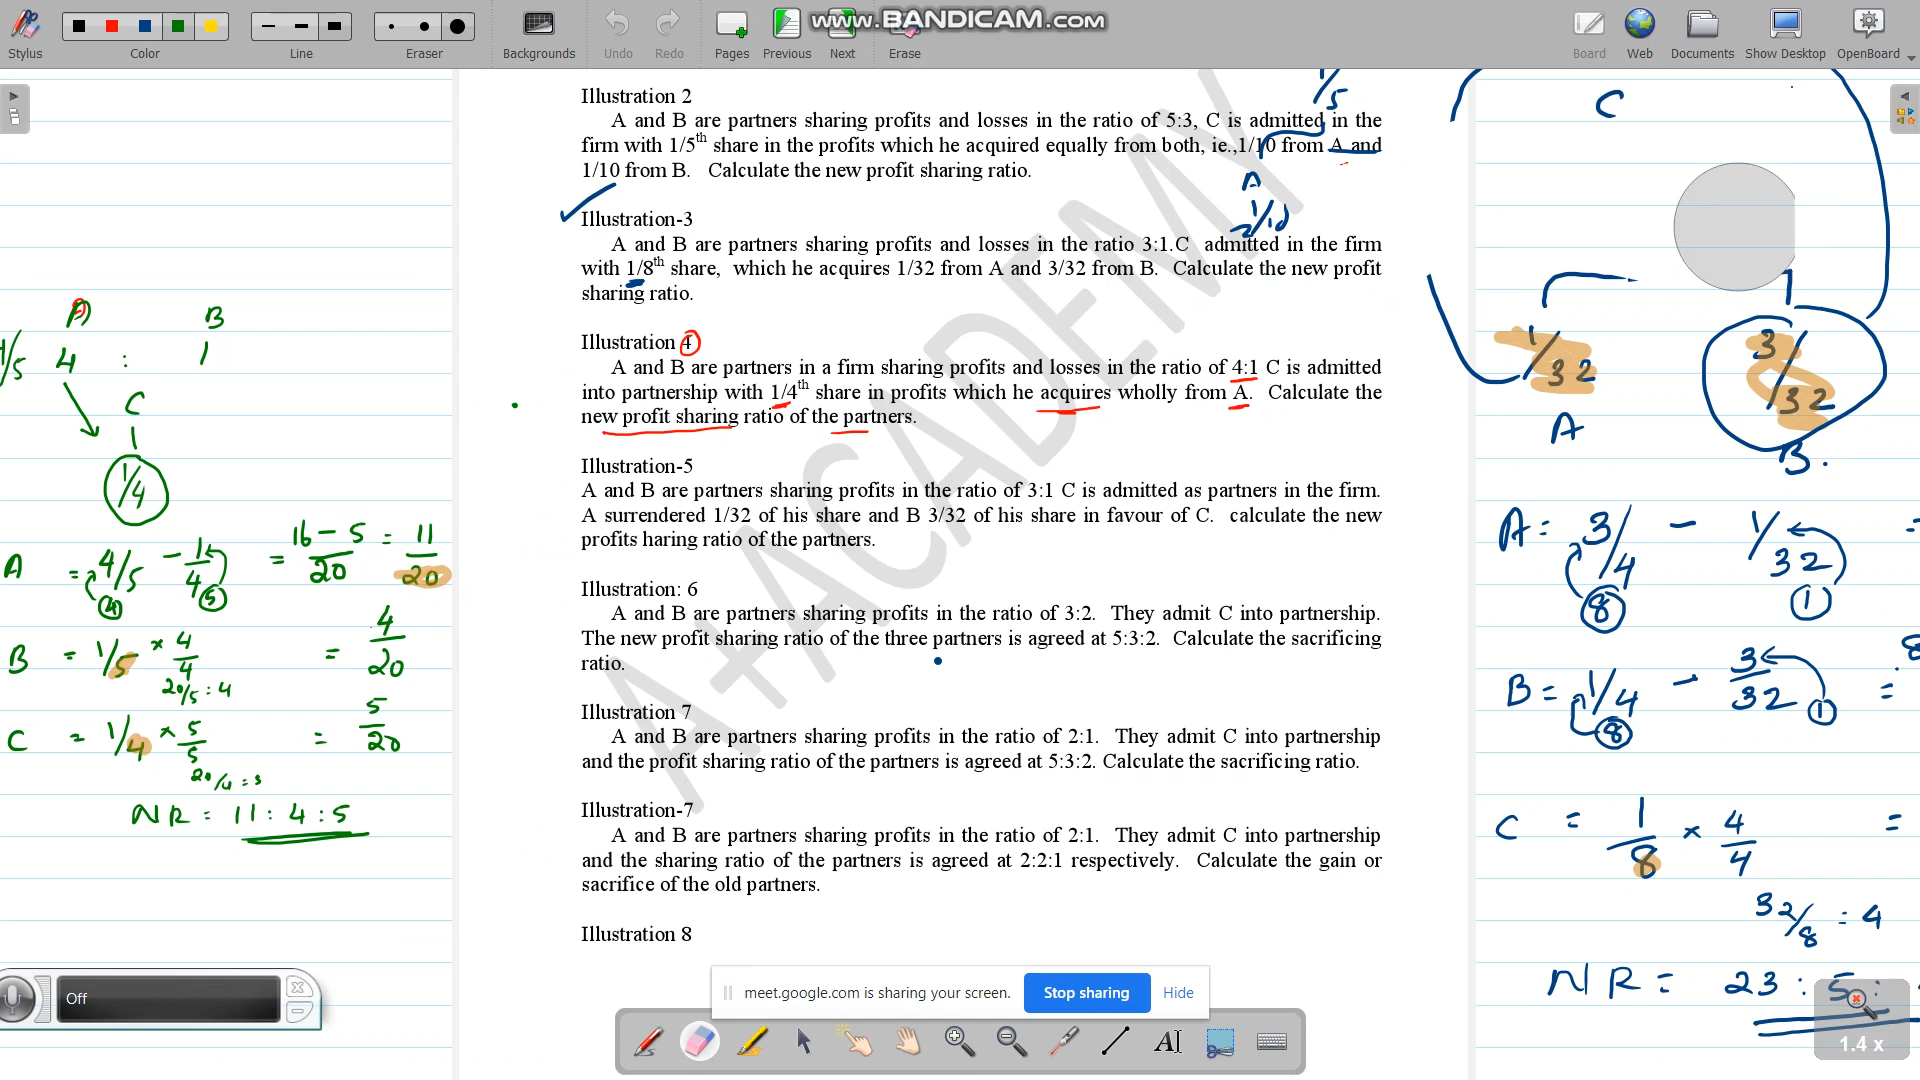 www.BANDICAM.com
Stylus
Color
Line
Eraser
Backgrounds
Undo
Redo
Pages
Previous
Next
Erase
Board
Web
Documents
Show Desktop
OpenBoard
Illustration 2
A and B are partners sharing profits and losses in the ratio of 5:3, C is admitted in the
firm with 1/5th share in the profits which he acquired equally from both, ie.,1/10 from A and
1/10 from B. Calculate the new profit sharing ratio.
Illustration-3
A and B are partners sharing profits and losses in the ratio 3:1.C admitted in the firm
with 1/8th share, which he acquires 1/32 from A and 3/32 from B. Calculate the new profit
sharing ratio.
Illustration 4
A and B are partners in a firm sharing profits and losses in the ratio of 4:1 C is admitted
into partnership with 1/4th share in profits which he acquires wholly from A. Calculate the
new profit sharing ratio of the partners.
Illustration-5
A and B are partners sharing profits in the ratio of 3:1 C is admitted as partners in the firm.
A surrendered 1/32 of his share and B 3/32 of his share in favour of C. calculate the new
profits haring ratio of the partners.
Illustration: 6
A and B are partners sharing profits in the ratio of 3:2. They admit C into partnership.
The new profit sharing ratio of the three partners is agreed at 5:3:2. Calculate the sacrificing
ratio.
Illustration 7
A and B are partners sharing profits in the ratio of 2:1. They admit C into partnership
and the profit sharing ratio of the partners is agreed at 5:3:2. Calculate the sacrificing ratio.
Illustration-7
A and B are partners sharing profits in the ratio of 2:1. They admit C into partnership
and the sharing ratio of the partners is agreed at 2:2:1 respectively. Calculate the gain or
sacrifice of the old partners.
Illustration 8
A+ACADEMY
1/5
A
1/10
A B
4 : 1
C
1
1/4
A = 4/5 - 1/4 = 16 - 5 / 20 = 11/20
4 5
B = 1/5 × 4/4 = 4/20
20/5 : 4
C = 1/4 × 5/5 = 5/20
NR = 11 : 4 : 5
C
1/32 3/32
A B.
A = 3/4 - 1/32
8 1
B = 1/4 - 3/32 =
8 1
C = 1/8 × 4/4 =
32/8 = 4
NR = 23 : 5 :
Off
meet.google.com is sharing your screen.
Stop sharing
Hide
1.4 x